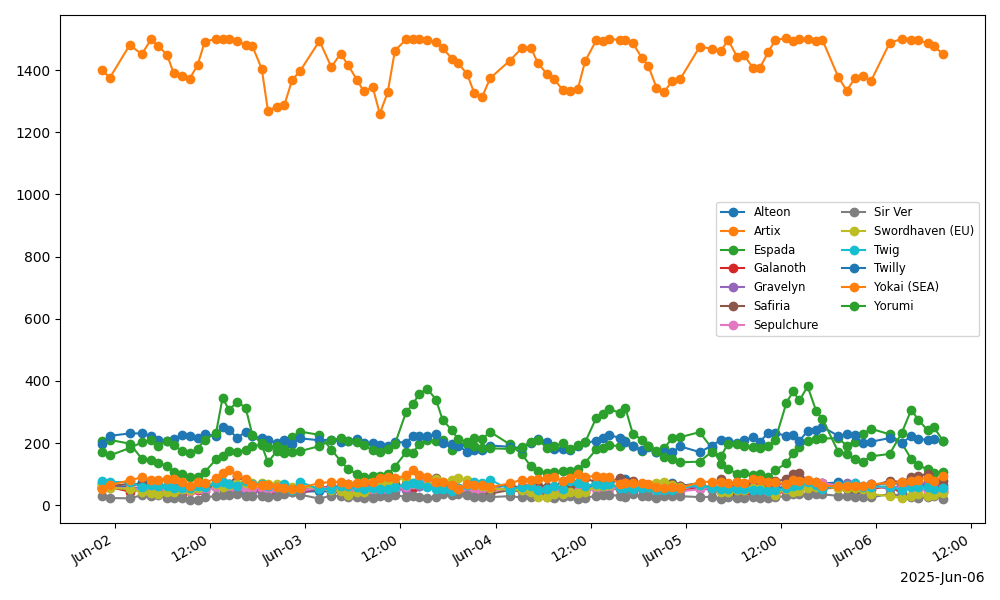 1400
1200
1000
800
600
400
200
0
Alteon
Artix
Espada
Galanoth
Gravelyn
Safiria
Sepulchure
Sir Ver
Swordhaven (EU)
Twig
Twilly
Yokai (SEA)
Yorumi
Jun-02
12:00
Jun-03
12:00
Jun-04
12:00
Jun-05
12:00
Jun-06
12:00
2025-Jun-06